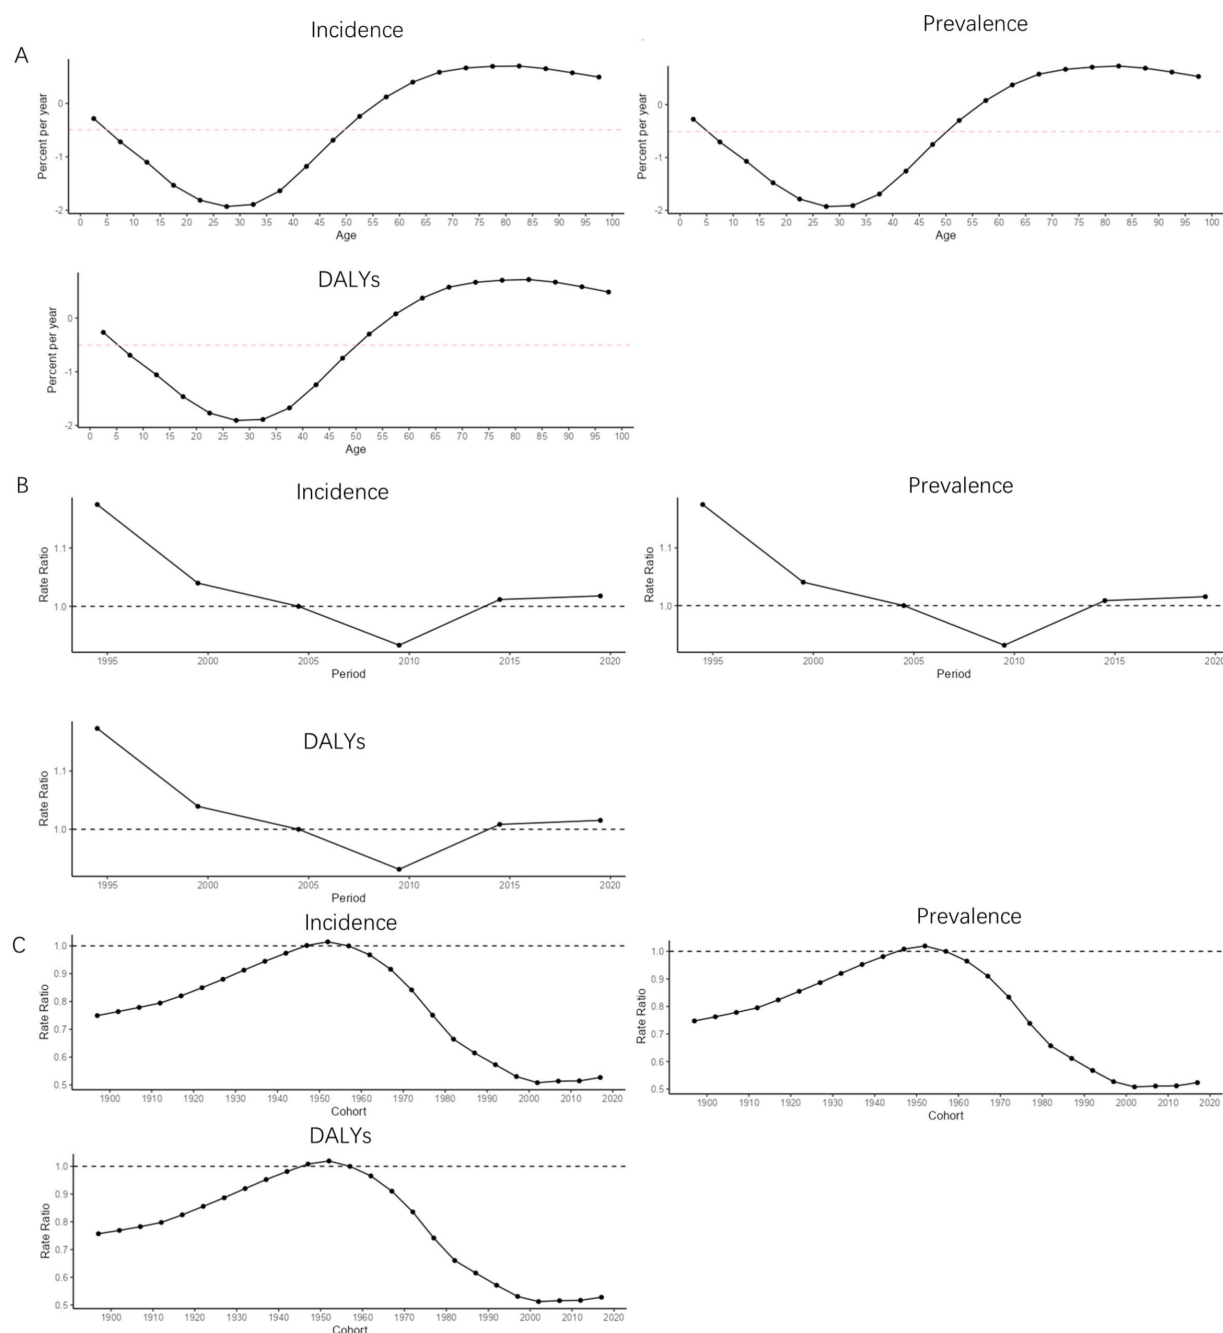 Incidence
Prevalence
A
Percent per year
0
-1
-2
0 5 10 15 20 25 30 35 40 45 50 55 60 65 70 75 80 85 90 95 100
Age
Percent per year
0
-1
-2
0 5 10 15 20 25 30 35 40 45 50 55 60 65 70 75 80 85 90 95 100
Age
DALYs
Percent per year
0
-1
-2
0 5 10 15 20 25 30 35 40 45 50 55 60 65 70 75 80 85 90 95 100
Age
B
Incidence
Prevalence
Rate Ratio
1.1
1.0
1995 2000 2005 2010 2015 2020
Period
Rate Ratio
1.1
1.0
1995 2000 2005 2010 2015 2020
Period
DALYs
Rate Ratio
1.1
1.0
1995 2000 2005 2010 2015 2020
Period
C
Incidence
Prevalence
Rate Ratio
1.0
0.9
0.8
0.7
0.6
0.5
1900 1910 1920 1930 1940 1950 1960 1970 1980 1990 2000 2010 2020
Cohort
Rate Ratio
1.0
0.9
0.8
0.7
0.6
0.5
1900 1910 1920 1930 1940 1950 1960 1970 1980 1990 2000 2010 2020
Cohort
DALYs
Rate Ratio
1.0
0.9
0.8
0.7
0.6
0.5
1900 1910 1920 1930 1940 1950 1960 1970 1980 1990 2000 2010 2020
Cohort